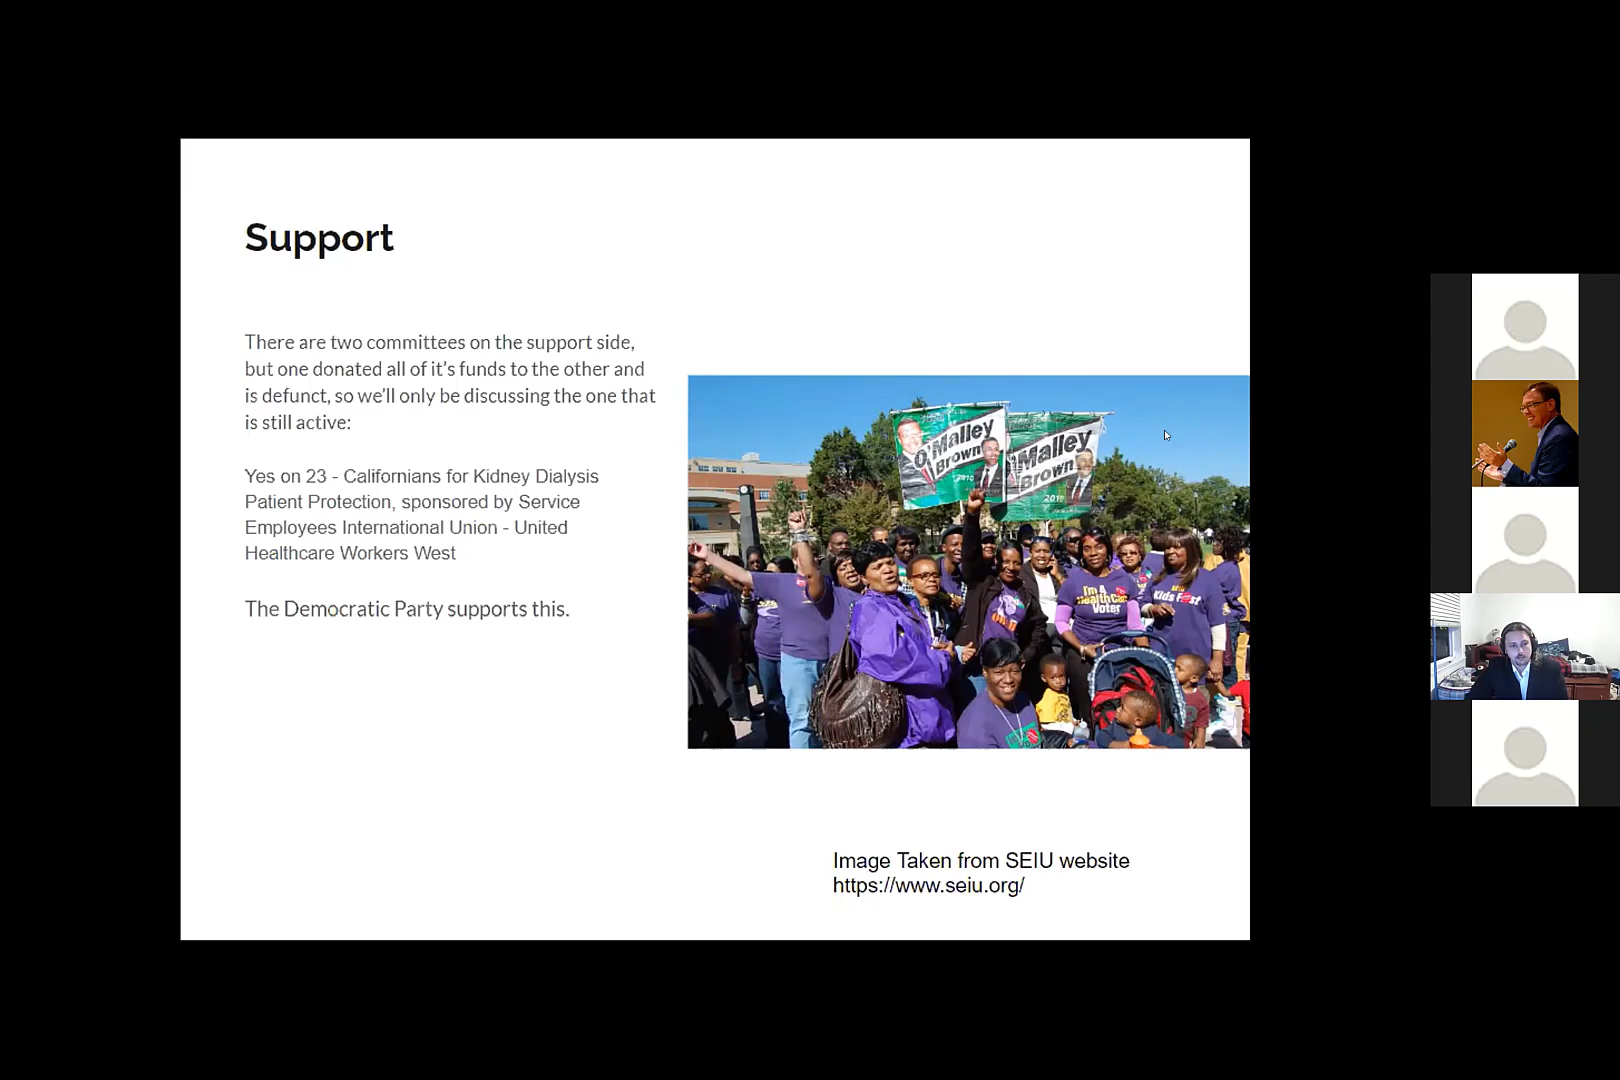 Support
There are two committees on the support side,
but one donated all of it's funds to the other and
is defunct, so we'll only be discussing the one that
is still active:
Yes on 23 - Californians for Kidney Dialysis
Patient Protection, sponsored by Service
Employees International Union - United
Healthcare Workers West
The Democratic Party supports this.
O'Malley
Brown
2010
Malley
Brown
2010
I'm A
Health Care
Voter
SEIU
Kids First
Image Taken from SEIU website
https://www.seiu.org/